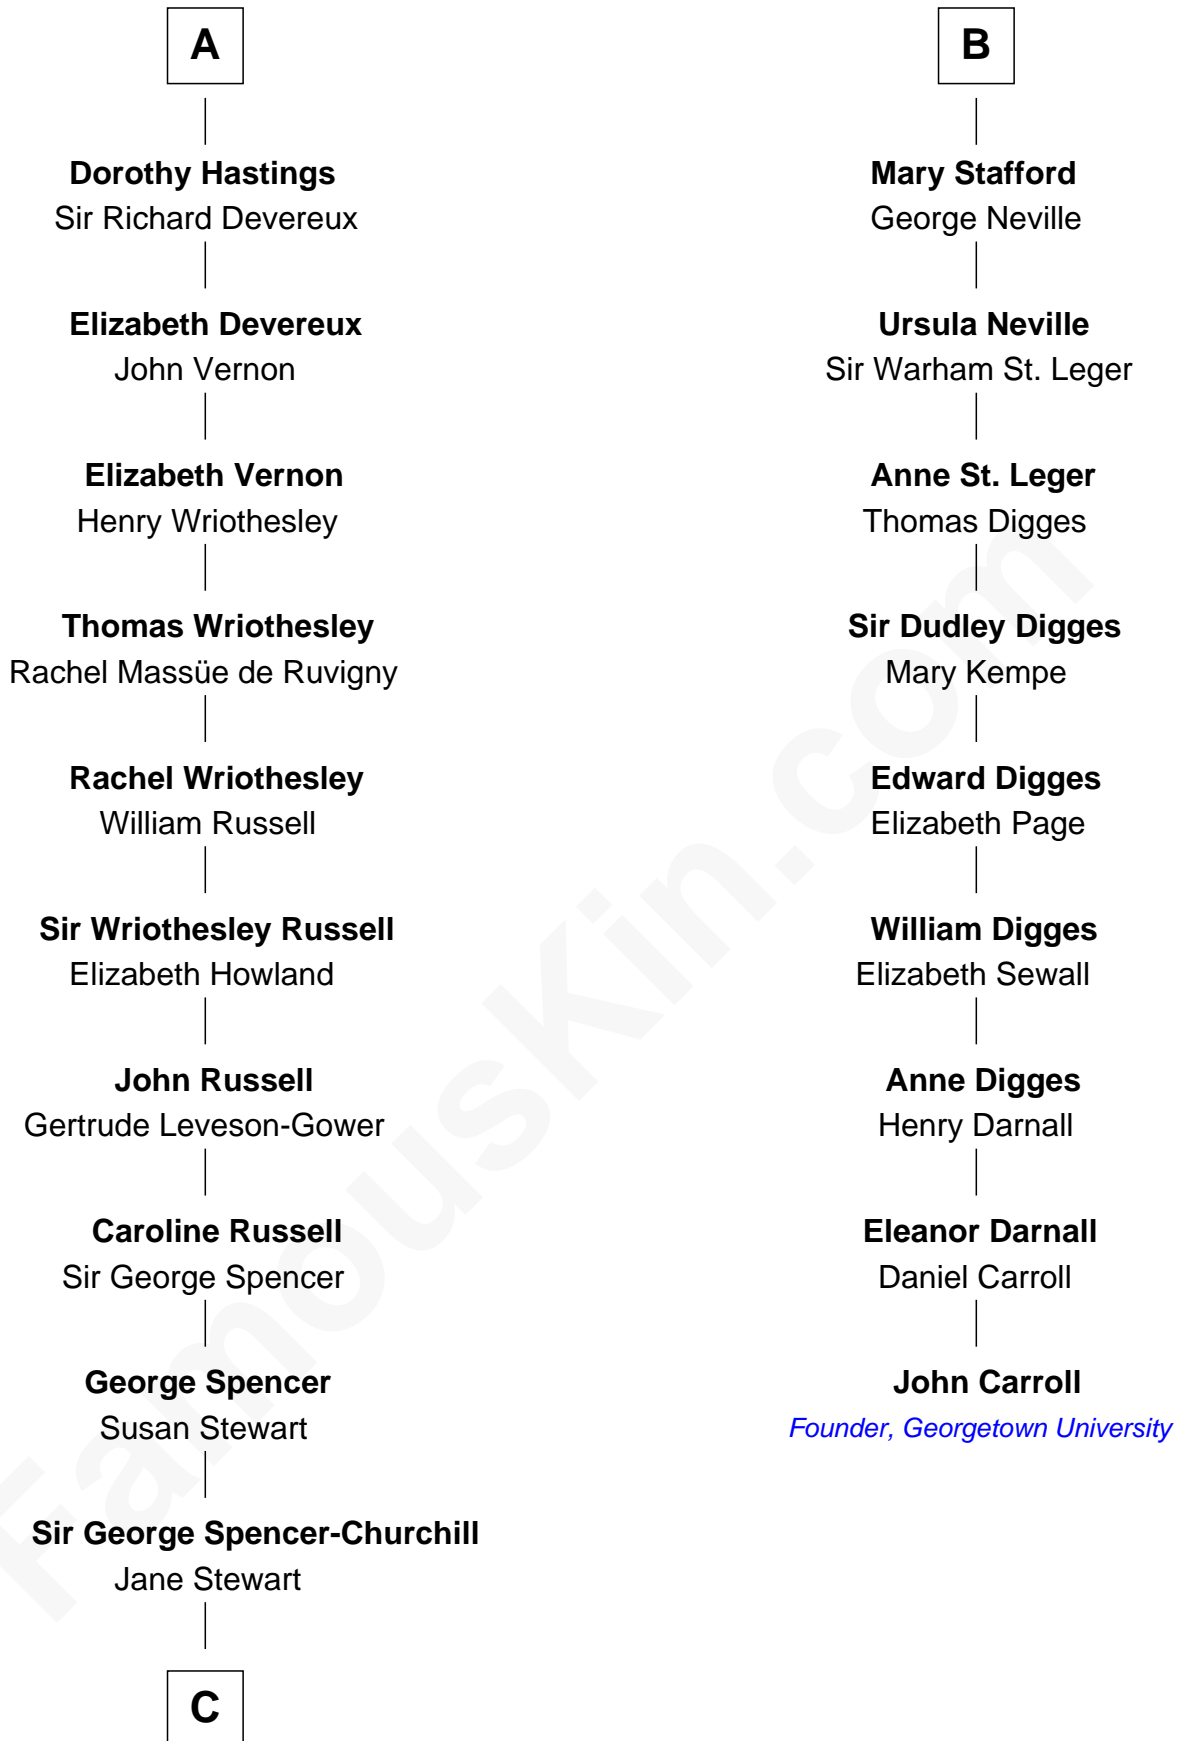 A
Dorothy Hastings
Sir Richard Devereux
Elizabeth Devereux
John Vernon
Elizabeth Vernon
Henry Wriothesley
Thomas Wriothesley
Rachel Massüe de Ruvigny
Rachel Wriothesley
William Russell
Sir Wriothesley Russell
Elizabeth Howland
John Russell
Gertrude Leveson-Gower
Caroline Russell
Sir George Spencer
George Spencer
Susan Stewart
Sir George Spencer-Churchill
Jane Stewart
C
B
Mary Stafford
George Neville
Ursula Neville
Sir Warham St. Leger
Anne St. Leger
Thomas Digges
Sir Dudley Digges
Mary Kempe
Edward Digges
Elizabeth Page
William Digges
Elizabeth Sewall
Anne Digges
Henry Darnall
Eleanor Darnall
Daniel Carroll
John Carroll
Founder, Georgetown University
FamousKin.com